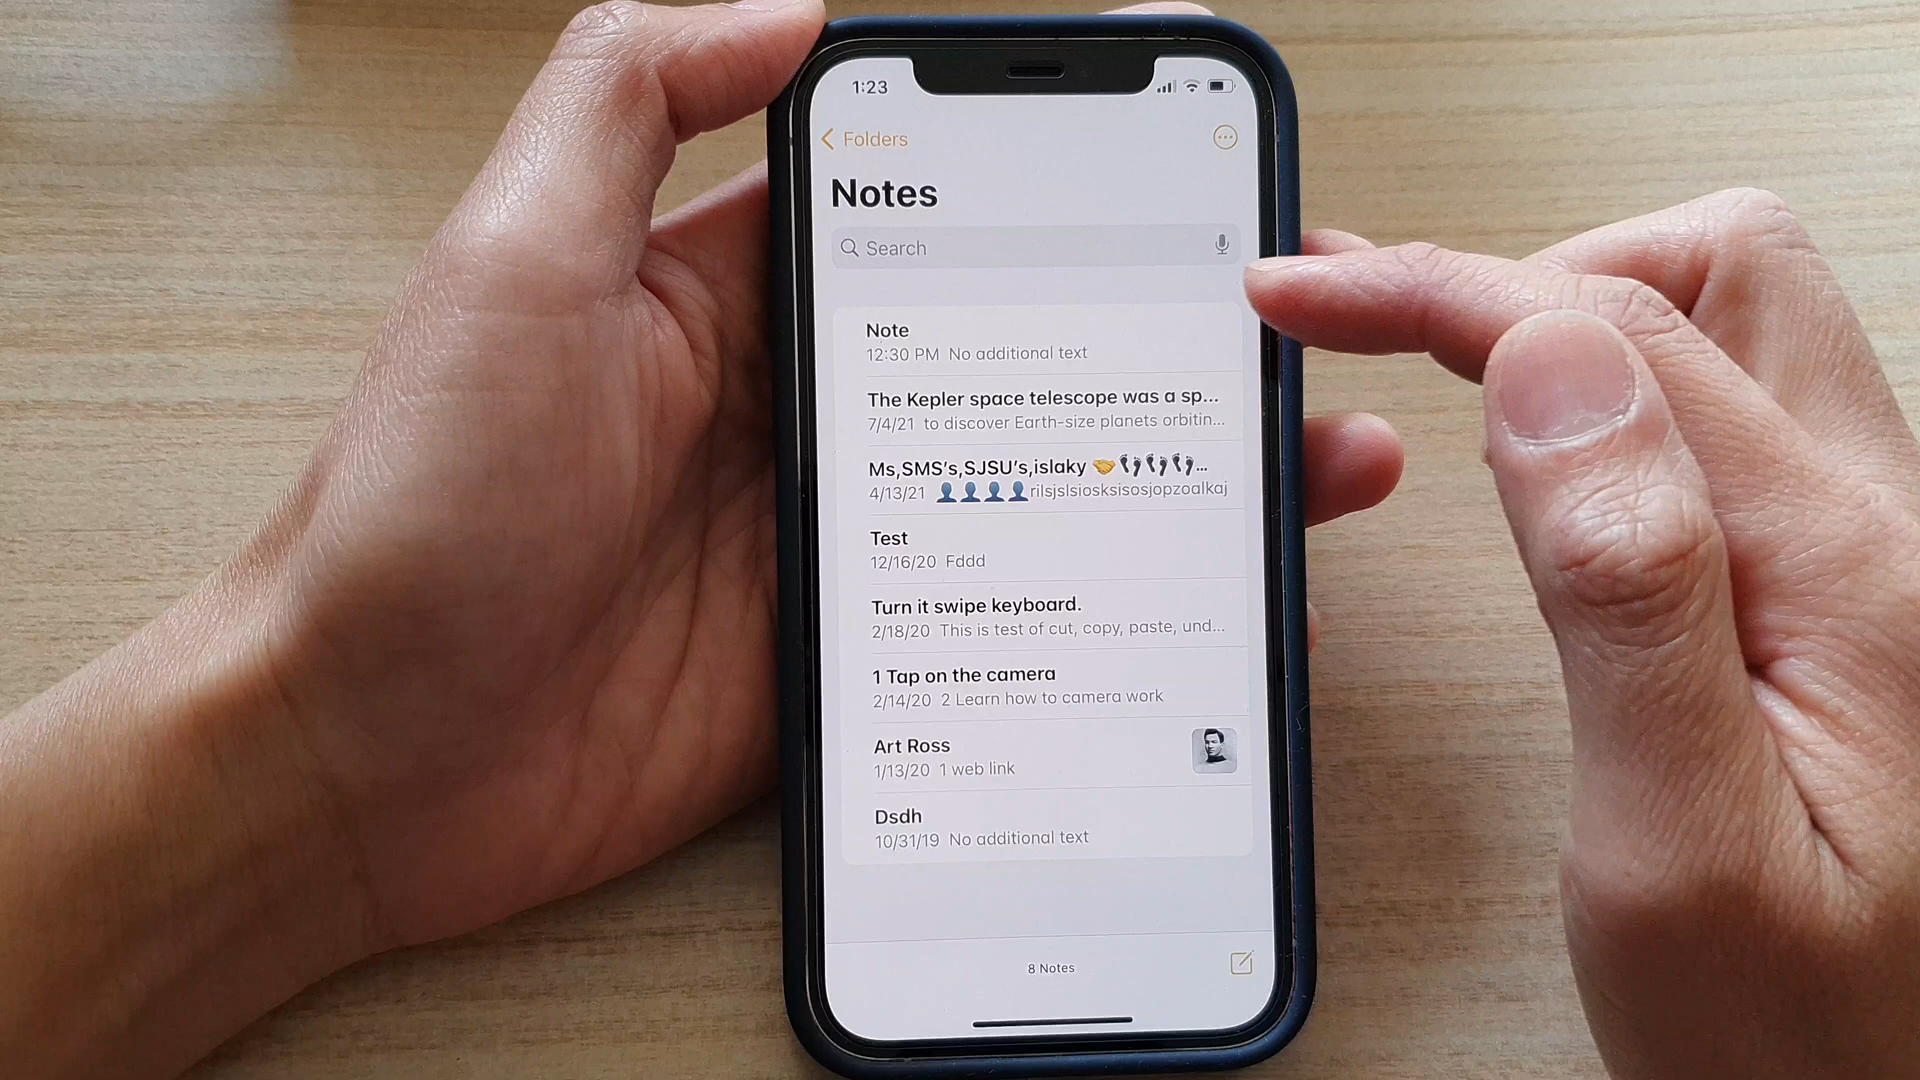 1:23
Folders
Notes
Search
Note
12:30 PM No additional text
The Kepler space telescope was a sp...
7/4/21 to discover Earth-size planets orbitin...
Ms,SMS's,SJSU's,islaky 🤝👣👣👣...
4/13/21 👤👤👤👤rilsjslsiosksisosjopzoalkaj
Test
12/16/20 Fddd
Turn it swipe keyboard.
2/18/20 This is test of cut, copy, paste, und...
1 Tap on the camera
2/14/20 2 Learn how to camera work
Art Ross
1/13/20 1 web link
Dsdh
10/31/19 No additional text
8 Notes